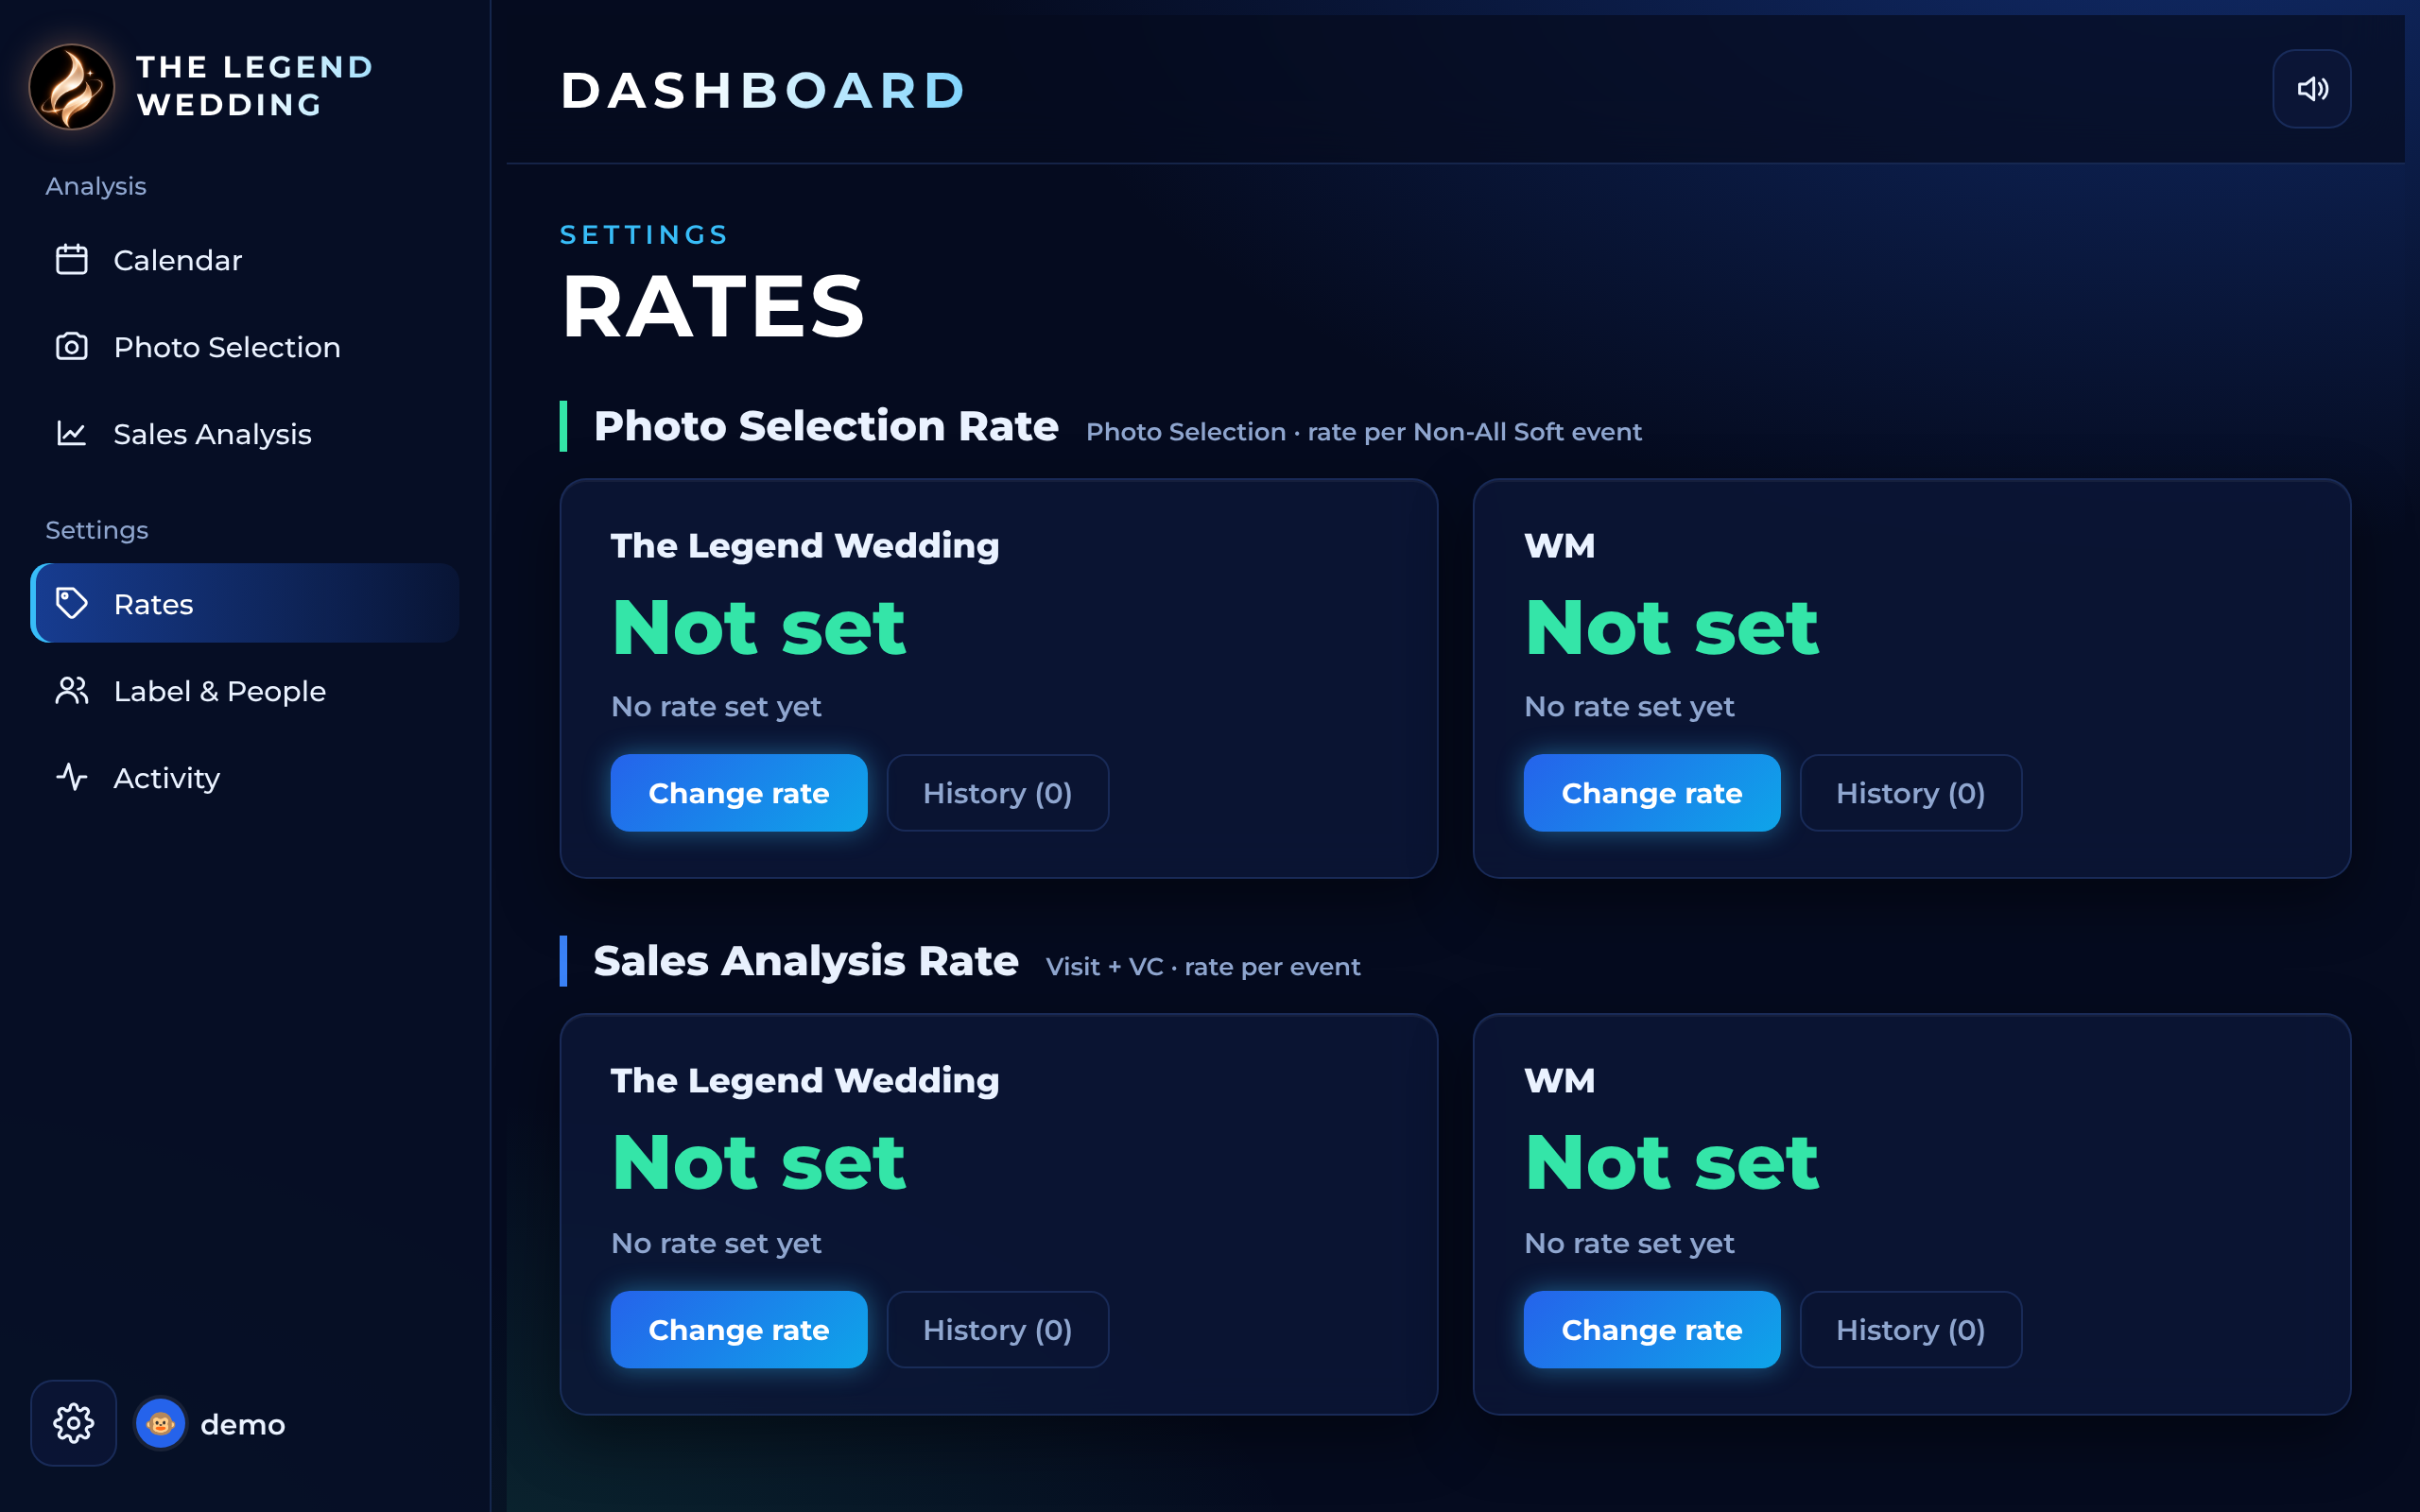 THE LEGEND
WEDDING
Analysis
Calendar
Photo Selection
Sales Analysis
Settings
Rates
Label & People
Activity
demo
DASHBOARD
SETTINGS
RATES
Photo Selection Rate Photo Selection · rate per Non-All Soft event
The Legend Wedding
Not set
No rate set yet
Change rate History (0)
WM
Not set
No rate set yet
Change rate History (0)
Sales Analysis Rate Visit + VC · rate per event
The Legend Wedding
Not set
No rate set yet
Change rate History (0)
WM
Not set
No rate set yet
Change rate History (0)